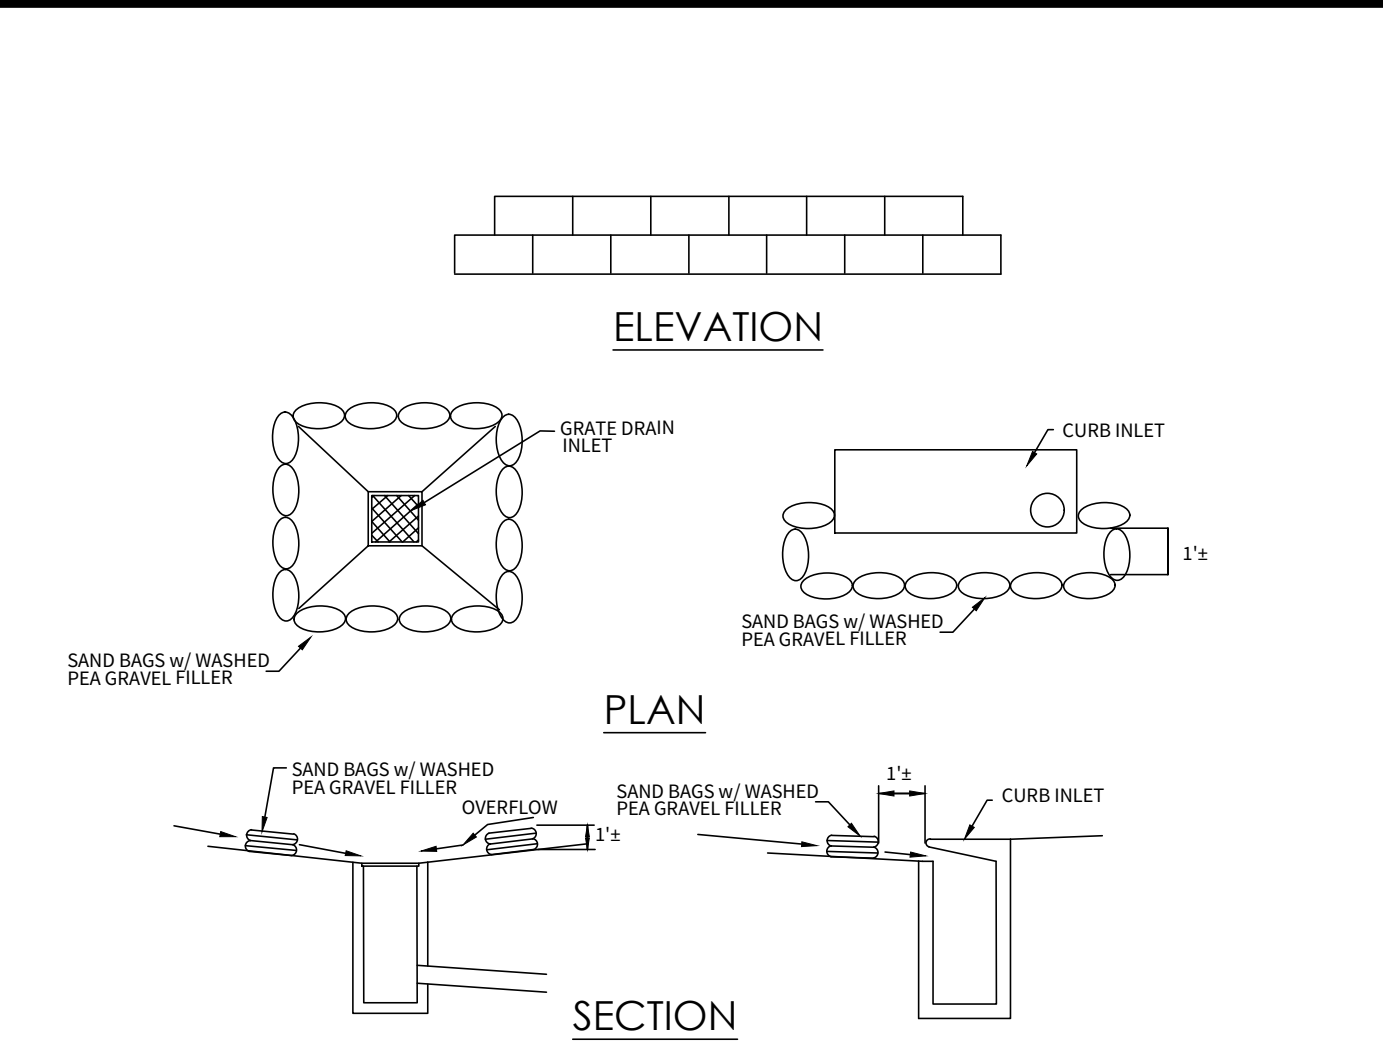 ELEVATION
GRATE DRAIN
INLET
CURB INLET
1'±
SAND BAGS w/ WASHED
PEA GRAVEL FILLER
SAND BAGS w/ WASHED
PEA GRAVEL FILLER
PLAN
SAND BAGS w/ WASHED
PEA GRAVEL FILLER
OVERFLOW
1'±
SAND BAGS w/ WASHED
PEA GRAVEL FILLER
1'±
CURB INLET
SECTION